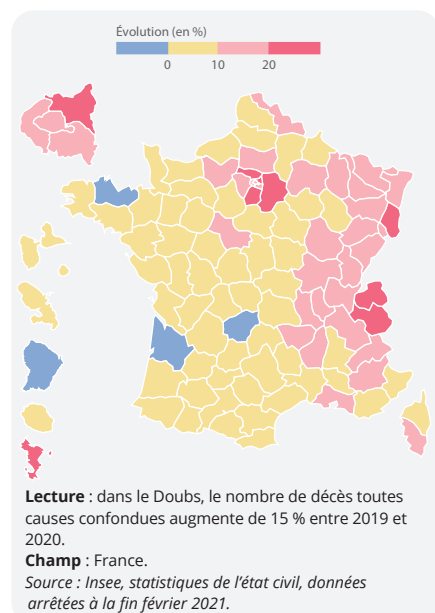 Évolution (en %)
0 10 20
Lecture : dans le Doubs, le nombre de décès toutes
causes confondues augmente de 15 % entre 2019 et
2020.
Champ : France.
Source : Insee, statistiques de l’état civil, données
arrêtées à la fin février 2021.